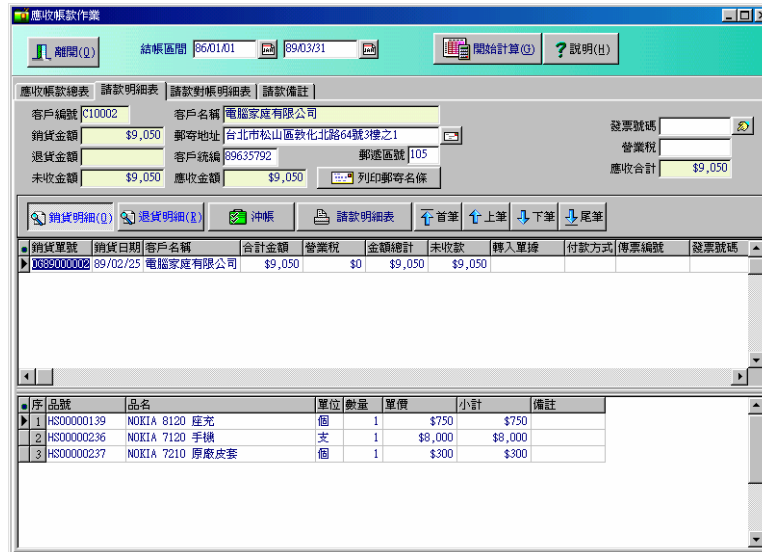 應收帳款作業
離開(Q) 結帳區間 86/01/01 89/03/31 開始計算(G) ?說明(H)
應收帳款總表 請款明細表 請款對帳明細表 請款備註
客戶編號 C10002 客戶名稱 電腦家庭有限公司 發票號碼
銷貨金額 $9,050 郵寄地址 台北市松山區敦化北路64號3樓之1 營業稅
退貨金額 客戶統編 89635792 郵遞區號 105 應收合計 $9,050
未收金額 $9,050 應收金額 $9,050 列印郵寄名條
銷貨明細(O) 退貨明細(R) 沖帳 請款明細表 首筆 上筆 下筆 尾筆
銷貨單號 銷貨日期 客戶名稱 合計金額 營業稅 金額總計 未收款 轉入單據 付款方式 傳票編號 發票號碼
DG89000002 89/02/25 電腦家庭有限公司 $9,050 $0 $9,050 $9,050
序 品號 品名 單位 數量 單價 小計 備註
1 HS00000139 NOKIA 8120 座充 個 1 $750 $750
2 HS00000236 NOKIA 7120 手機 支 1 $8,000 $8,000
3 HS00000237 NOKIA 7210 原廠皮套 個 1 $300 $300